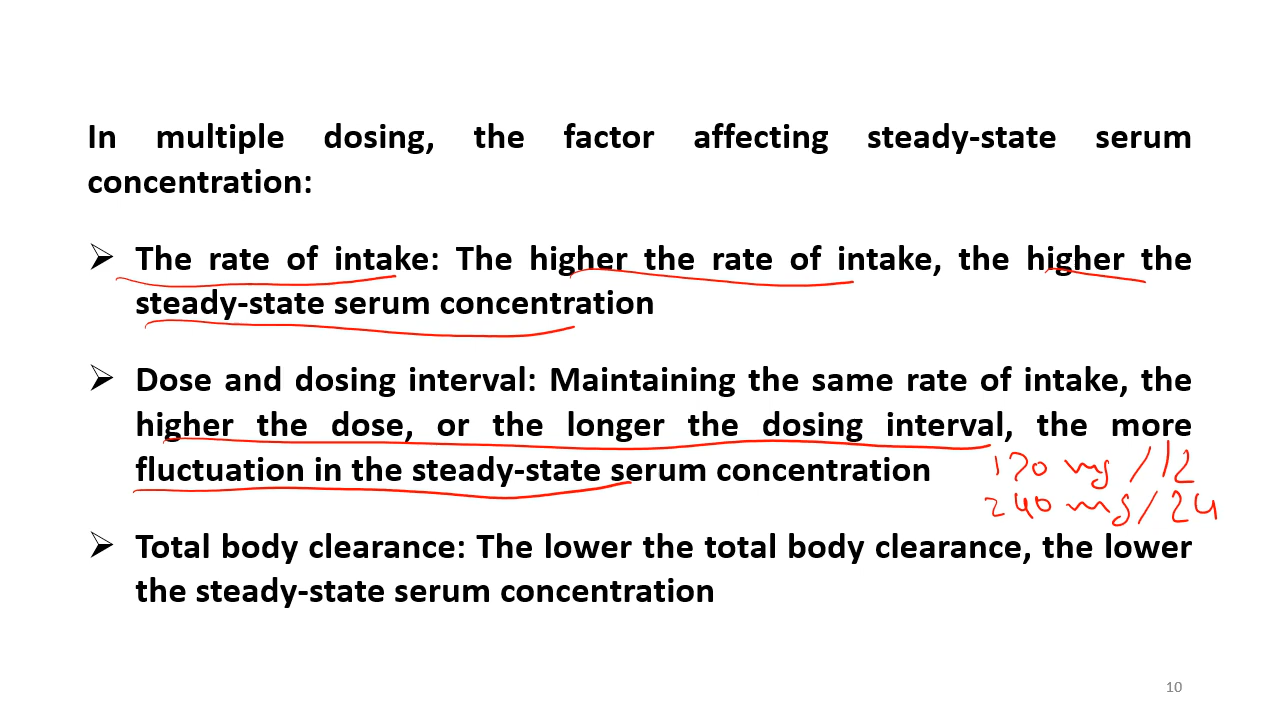 In multiple dosing, the factor affecting steady-state serum
concentration:
➢ The rate of intake: The higher the rate of intake, the higher the
steady-state serum concentration
➢ Dose and dosing interval: Maintaining the same rate of intake, the
higher the dose, or the longer the dosing interval, the more
fluctuation in the steady-state serum concentration
120 mg / 12
240 mg / 24
➢ Total body clearance: The lower the total body clearance, the lower
the steady-state serum concentration
10